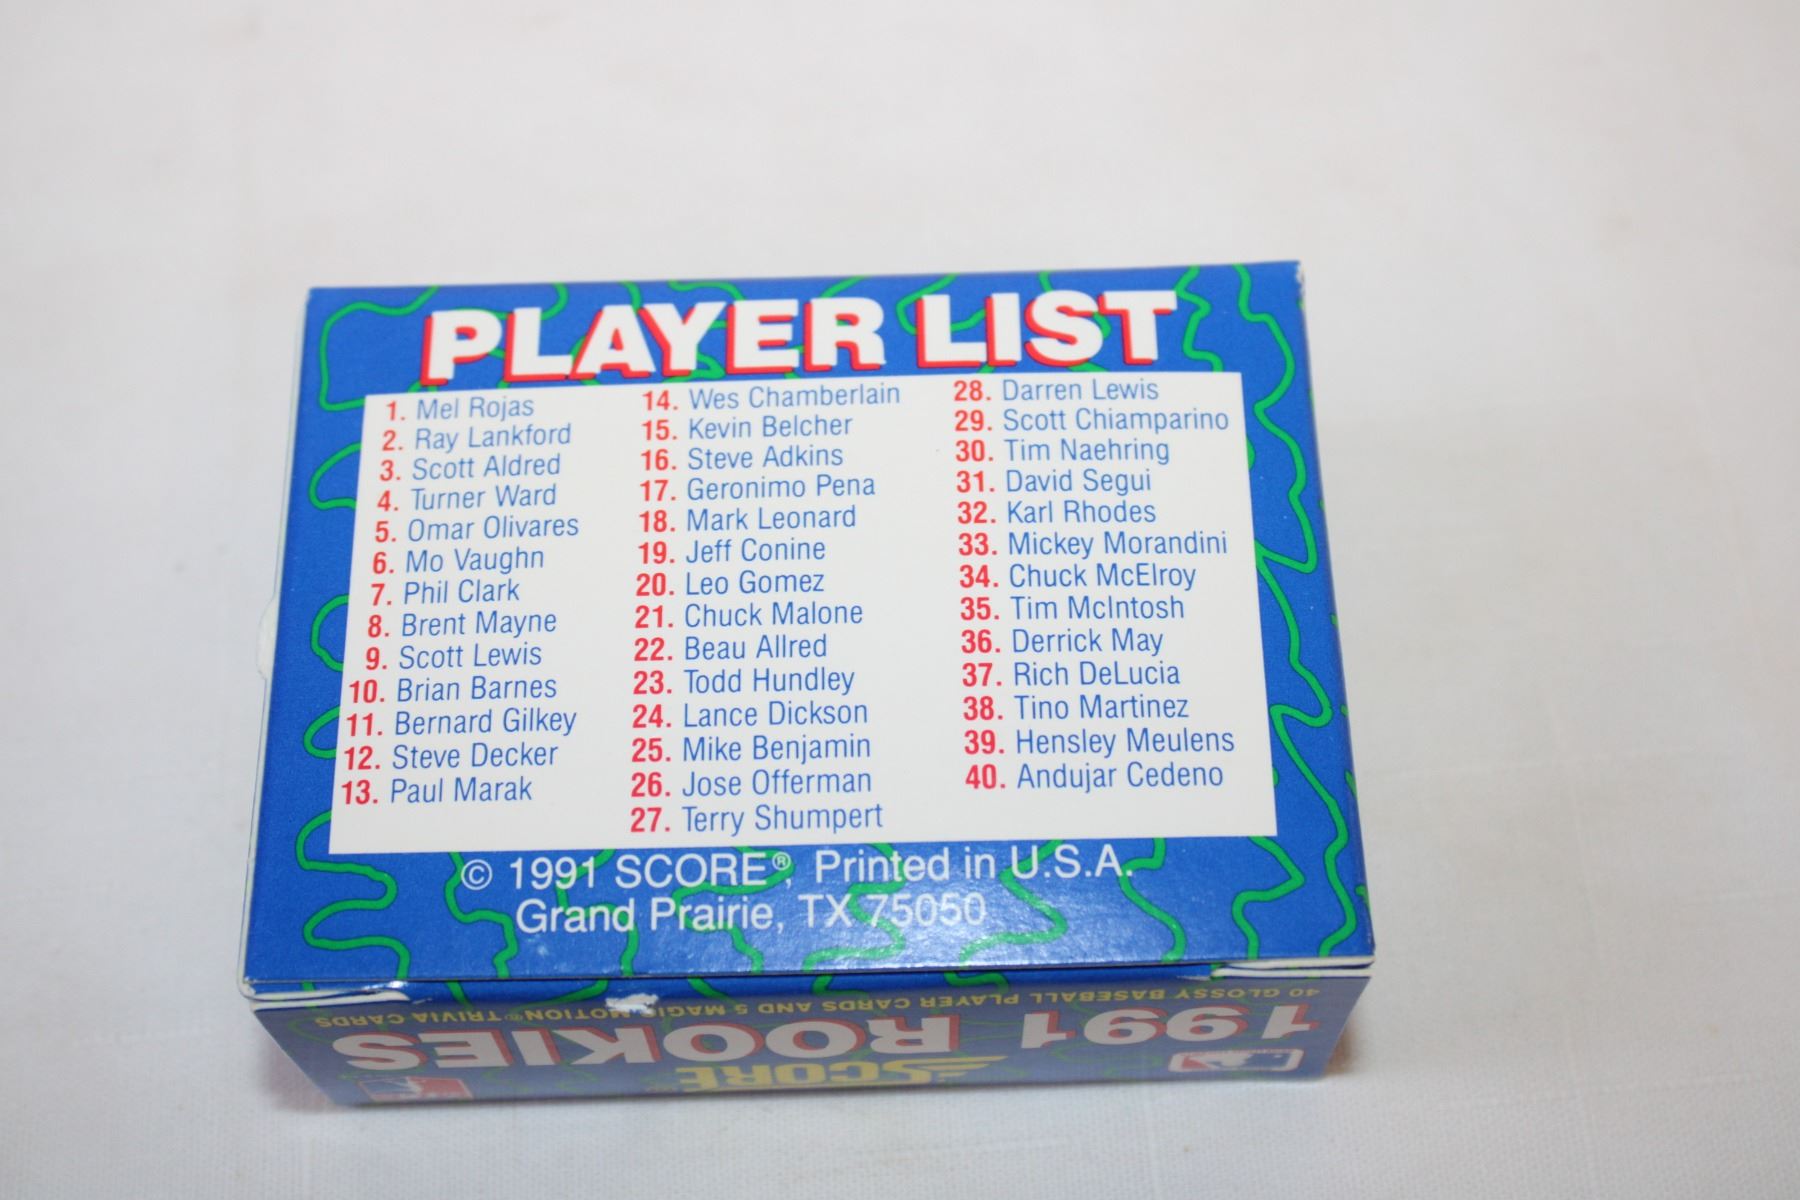 PLAYER LIST
1. Mel Rojas
2. Ray Lankford
3. Scott Aldred
4. Turner Ward
5. Omar Olivares
6. Mo Vaughn
7. Phil Clark
8. Brent Mayne
9. Scott Lewis
10. Brian Barnes
11. Bernard Gilkey
12. Steve Decker
13. Paul Marak
14. Wes Chamberlain
15. Kevin Belcher
16. Steve Adkins
17. Geronimo Pena
18. Mark Leonard
19. Jeff Conine
20. Leo Gomez
21. Chuck Malone
22. Beau Allred
23. Todd Hundley
24. Lance Dickson
25. Mike Benjamin
26. Jose Offerman
27. Terry Shumpert
28. Darren Lewis
29. Scott Chiamparino
30. Tim Naehring
31. David Segui
32. Karl Rhodes
33. Mickey Morandini
34. Chuck McElroy
35. Tim McIntosh
36. Derrick May
37. Rich DeLucia
38. Tino Martinez
39. Hensley Meulens
40. Andujar Cedeno
© 1991 SCORE®, Printed in U.S.A.
Grand Prairie, TX 75050
SCORE®
1991 ROOKIES
40 GLOSSY BASEBALL PLAYER CARDS AND 5 MAGIC MOTION® TRIVIA CARDS